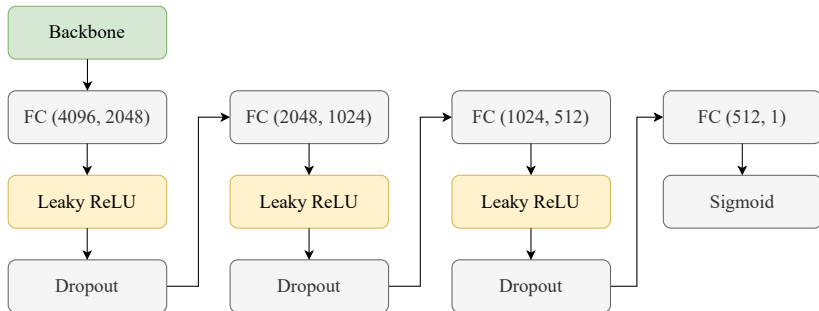 Backbone
FC (4096, 2048)
Leaky ReLU
Dropout
FC (2048, 1024)
Leaky ReLU
Dropout
FC (1024, 512)
Leaky ReLU
Dropout
FC (512, 1)
Sigmoid